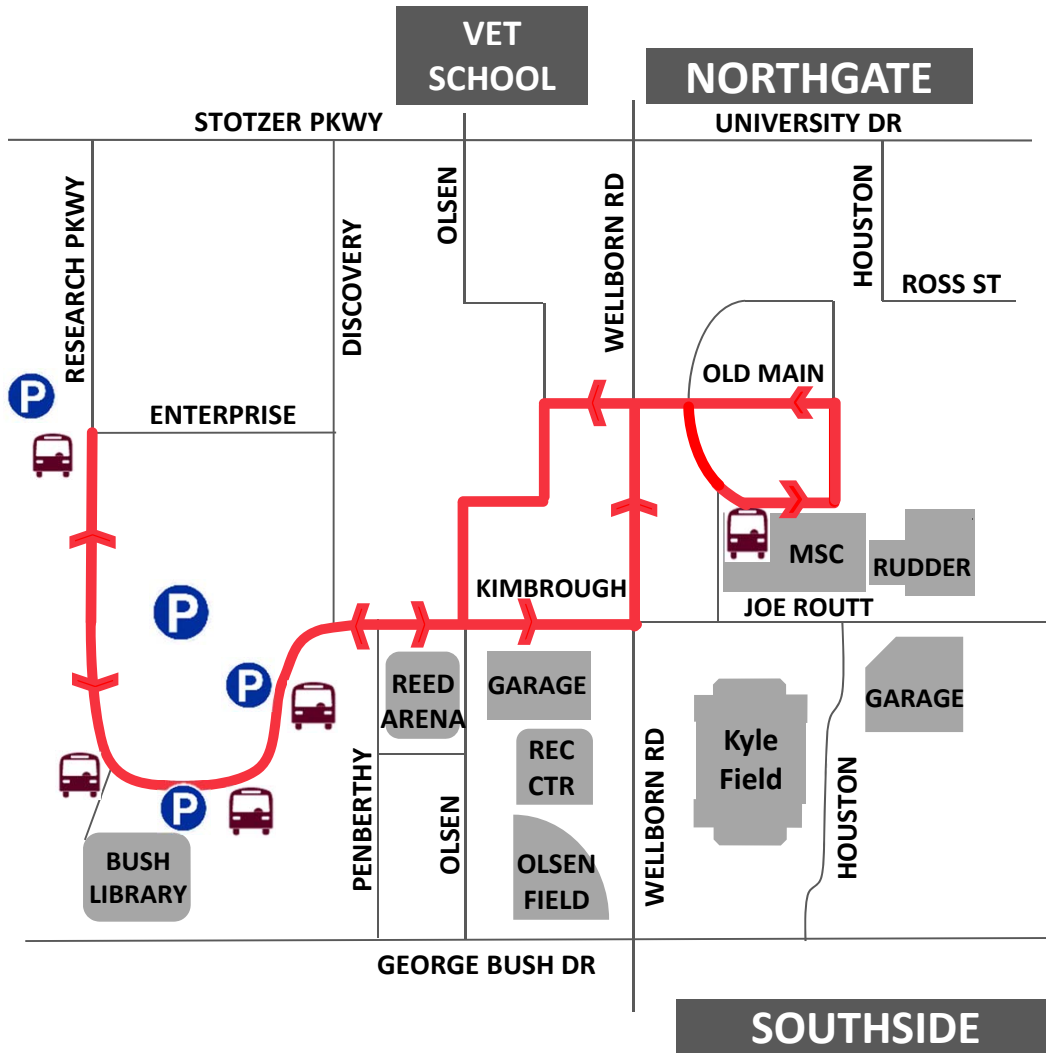 VET
SCHOOL
NORTHGATE
STOTZER PKWY
UNIVERSITY DR
RESEARCH PKWY
DISCOVERY
OLSEN
WELLBORN RD
HOUSTON
ROSS ST
P
OLD MAIN
ENTERPRISE
P
KIMBROUGH
MSC
RUDDER
JOE ROUTT
P
REED
ARENA
GARAGE
GARAGE
REC
CTR
Kyle
Field
P
PENBERTHY
OLSEN
WELLBORN RD
HOUSTON
BUSH
LIBRARY
OLSEN
FIELD
GEORGE BUSH DR
SOUTHSIDE